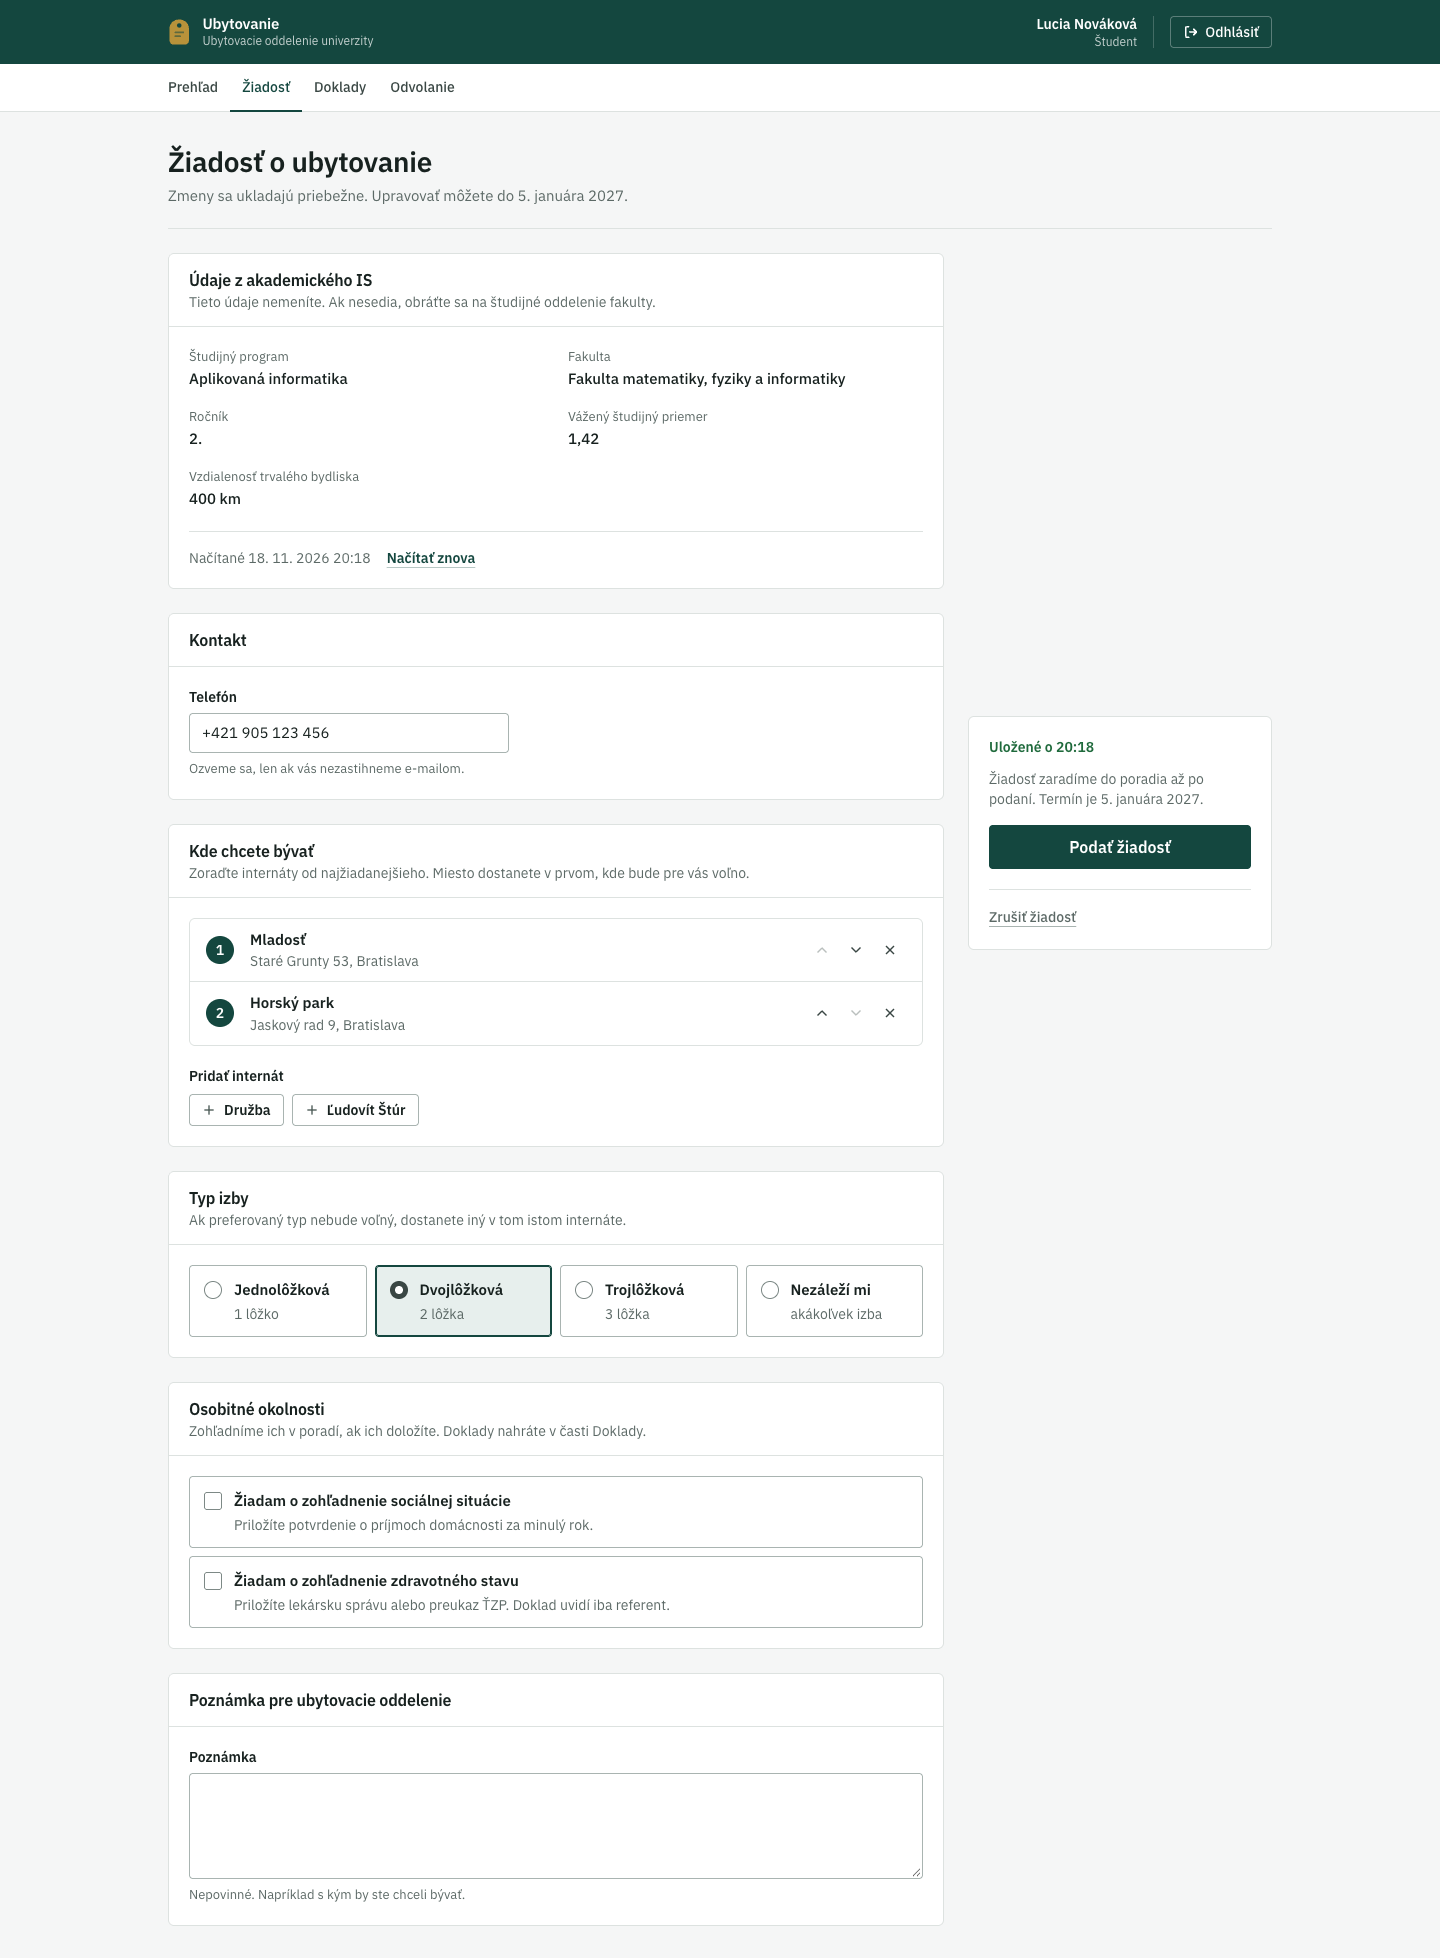 Ubytovanie
Ubytovacie oddelenie univerzity
Lucia Nováková
Študent
Odhlásiť
Prehľad
Žiadosť
Doklady
Odvolanie
Žiadosť o ubytovanie
Zmeny sa ukladajú priebežne. Upravovať môžete do 5. januára 2027.
Údaje z akademického IS
Tieto údaje nemeníte. Ak nesedia, obráťte sa na študijné oddelenie fakulty.
Študijný program
Aplikovaná informatika
Fakulta
Fakulta matematiky, fyziky a informatiky
Ročník
2.
Vážený študijný priemer
1,42
Vzdialenosť trvalého bydliska
400 km
Načítané 18. 11. 2026 20:18
Načítať znova
Kontakt
Telefón
+421 905 123 456
Ozveme sa, len ak vás nezastihneme e-mailom.
Uložené o 20:18
Žiadosť zaradíme do poradia až po
podaní. Termín je 5. januára 2027.
Podať žiadosť
Zrušiť žiadosť
Kde chcete bývať
Zoraďte internáty od najžiadanejšieho. Miesto dostanete v prvom, kde bude pre vás voľno.
1
Mladosť
Staré Grunty 53, Bratislava
2
Horský park
Jaskový rad 9, Bratislava
Pridať internát
Družba
Ľudovít Štúr
Typ izby
Ak preferovaný typ nebude voľný, dostanete iný v tom istom internáte.
Jednolôžková
1 lôžko
Dvojlôžková
2 lôžka
Trojlôžková
3 lôžka
Nezáleží mi
akákoľvek izba
Osobitné okolnosti
Zohľadníme ich v poradí, ak ich doložíte. Doklady nahráte v časti Doklady.
Žiadam o zohľadnenie sociálnej situácie
Priložíte potvrdenie o príjmoch domácnosti za minulý rok.
Žiadam o zohľadnenie zdravotného stavu
Priložíte lekársku správu alebo preukaz ŤZP. Doklad uvidí iba referent.
Poznámka pre ubytovacie oddelenie
Poznámka
Nepovinné. Napríklad s kým by ste chceli bývať.